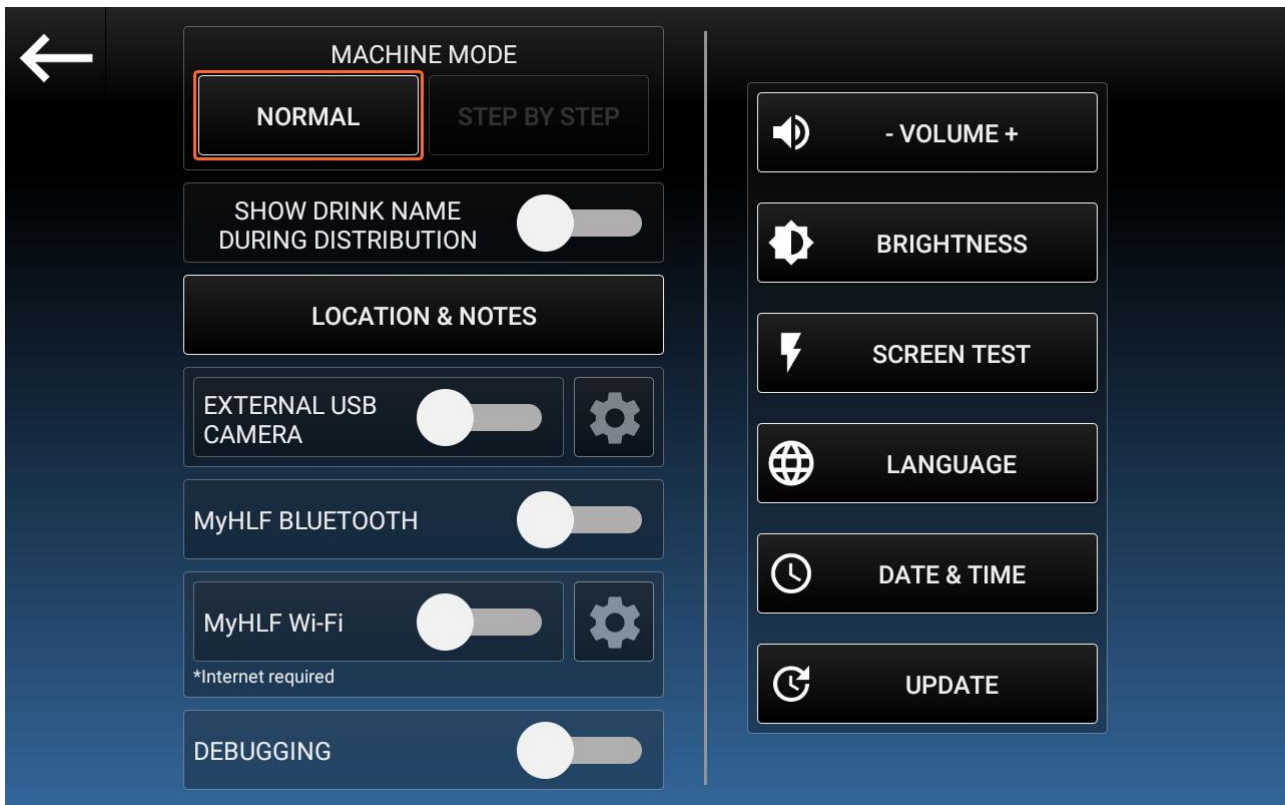 MACHINE MODE
NORMAL
STEP BY STEP
SHOW DRINK NAME
DURING DISTRIBUTION
LOCATION & NOTES
EXTERNAL USB
CAMERA
MyHLF BLUETOOTH
MyHLF Wi-Fi
*Internet required
DEBUGGING
- VOLUME +
BRIGHTNESS
SCREEN TEST
LANGUAGE
DATE & TIME
UPDATE